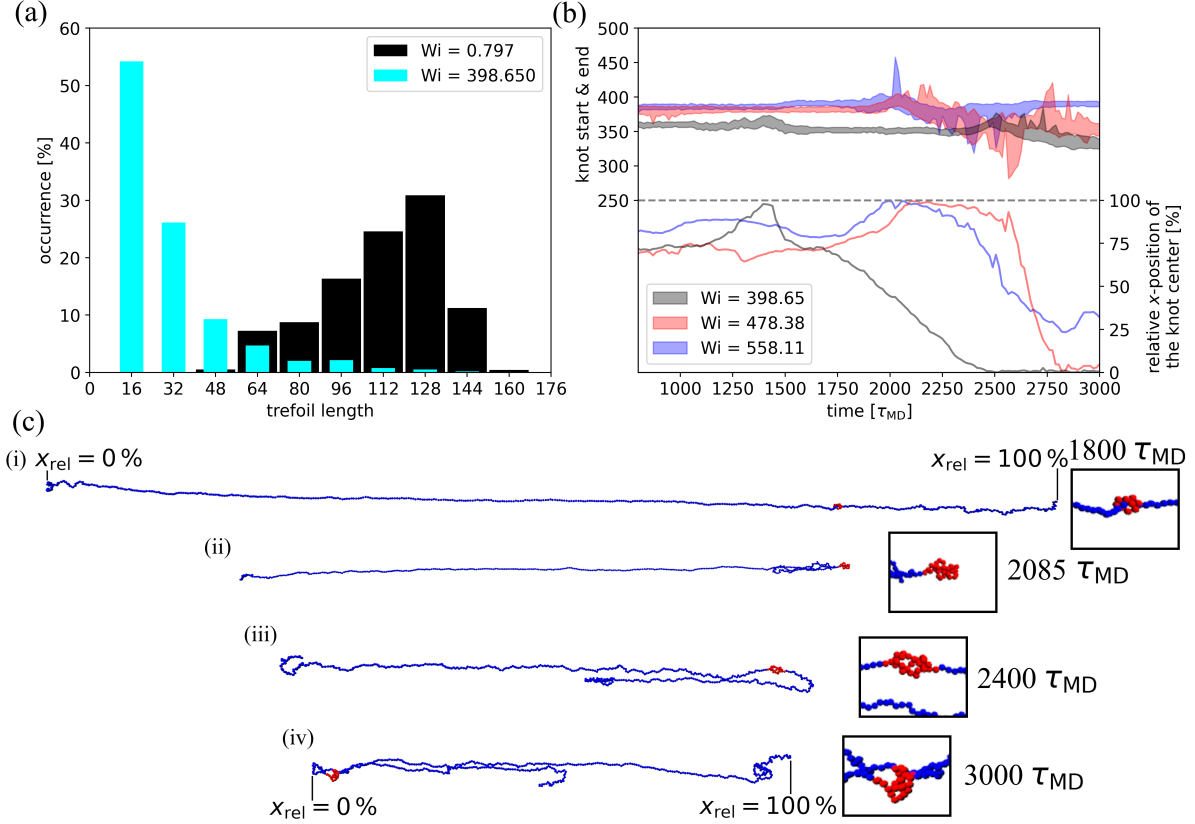 (a)
60
50
40
30
20
10
0
occurrence [%]
Wi = 0.797
Wi = 398.650
0 16 32 48 64 80 96 112 128 144 160 176
trefoil length
(b)
500
450
400
350
300
250
knot start & end
100
75
50
25
0
relative x-position of
the knot center [%]
Wi = 398.65
Wi = 478.38
Wi = 558.11
1000 1250 1500 1750 2000 2250 2500 2750 3000
time [τMD]
(c)
(i)
xrel = 0 %
xrel = 100 %
1800 τMD
(ii)
2085 τMD
(iii)
2400 τMD
(iv)
3000 τMD
xrel = 0 %
xrel = 100 %